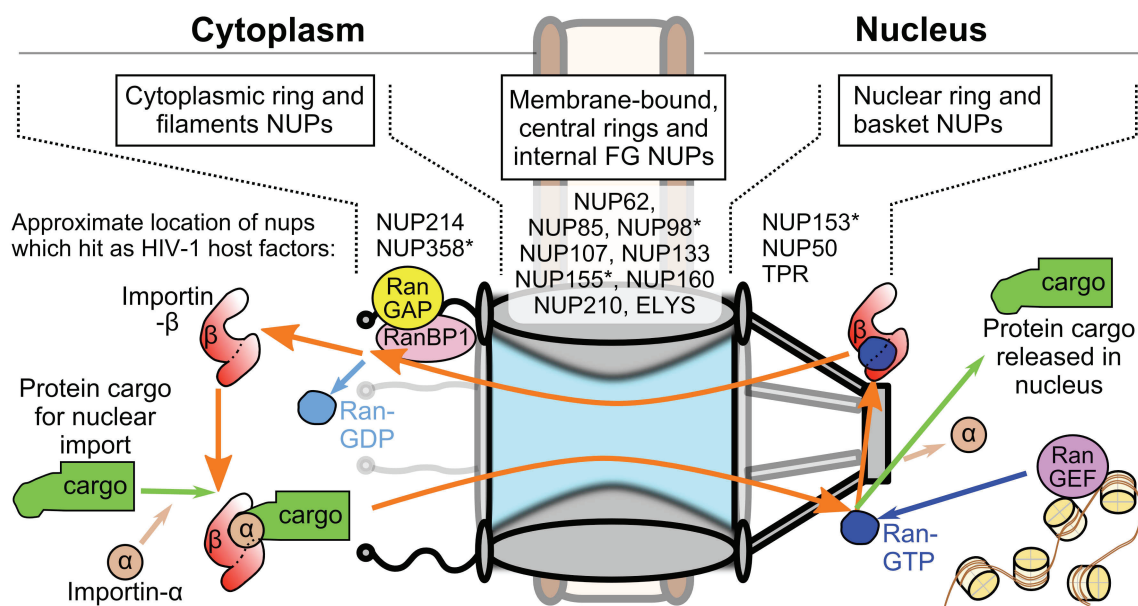 Cytoplasm
Nucleus
Cytoplasmic ring and
filaments NUPs
Membrane-bound,
central rings and
internal FG NUPs
Nuclear ring and
basket NUPs
Approximate location of nups
which hit as HIV-1 host factors:
NUP214
NUP358*
NUP62,
NUP85, NUP98*
NUP107, NUP133
NUP155*, NUP160
NUP210, ELYS
NUP153*
NUP50
TPR
Importin
-β
β
Ran
GAP
RanBP1
Ran-
GDP
β
cargo
Protein cargo
released in
nucleus
Protein cargo
for nuclear
import
cargo
α
Importin-α
β
α
cargo
α
Ran
GEF
Ran-
GTP